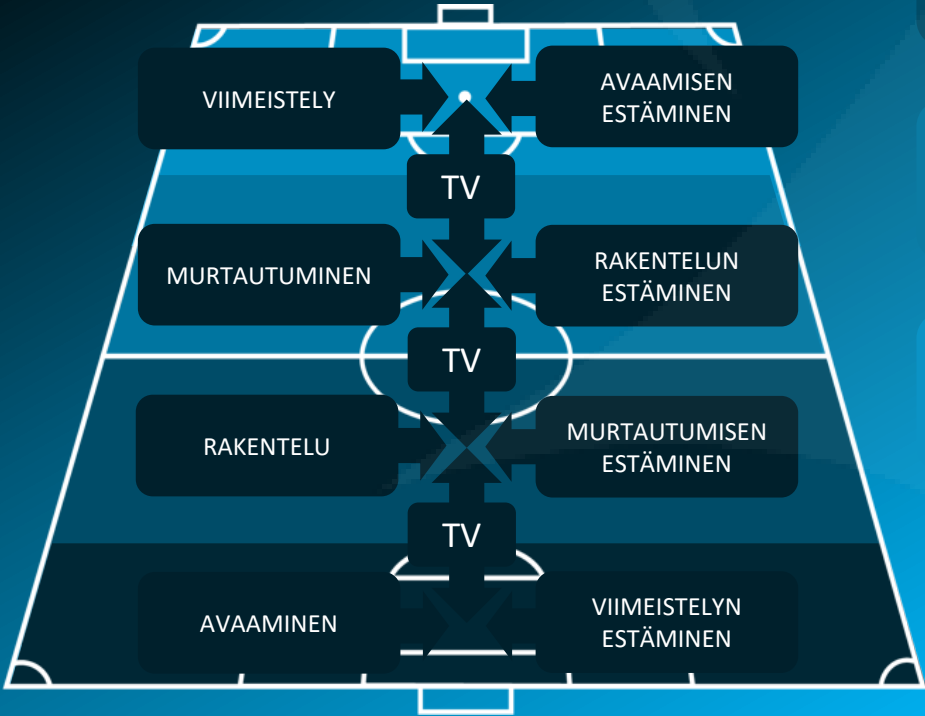 VIIMEISTELY
AVAAMISEN
ESTÄMINEN
TV
MURTAUTUMINEN
RAKENTELUN
ESTÄMINEN
TV
RAKENTELU
MURTAUTUMISEN
ESTÄMINEN
TV
AVAAMINEN
VIIMEISTELYN
ESTÄMINEN